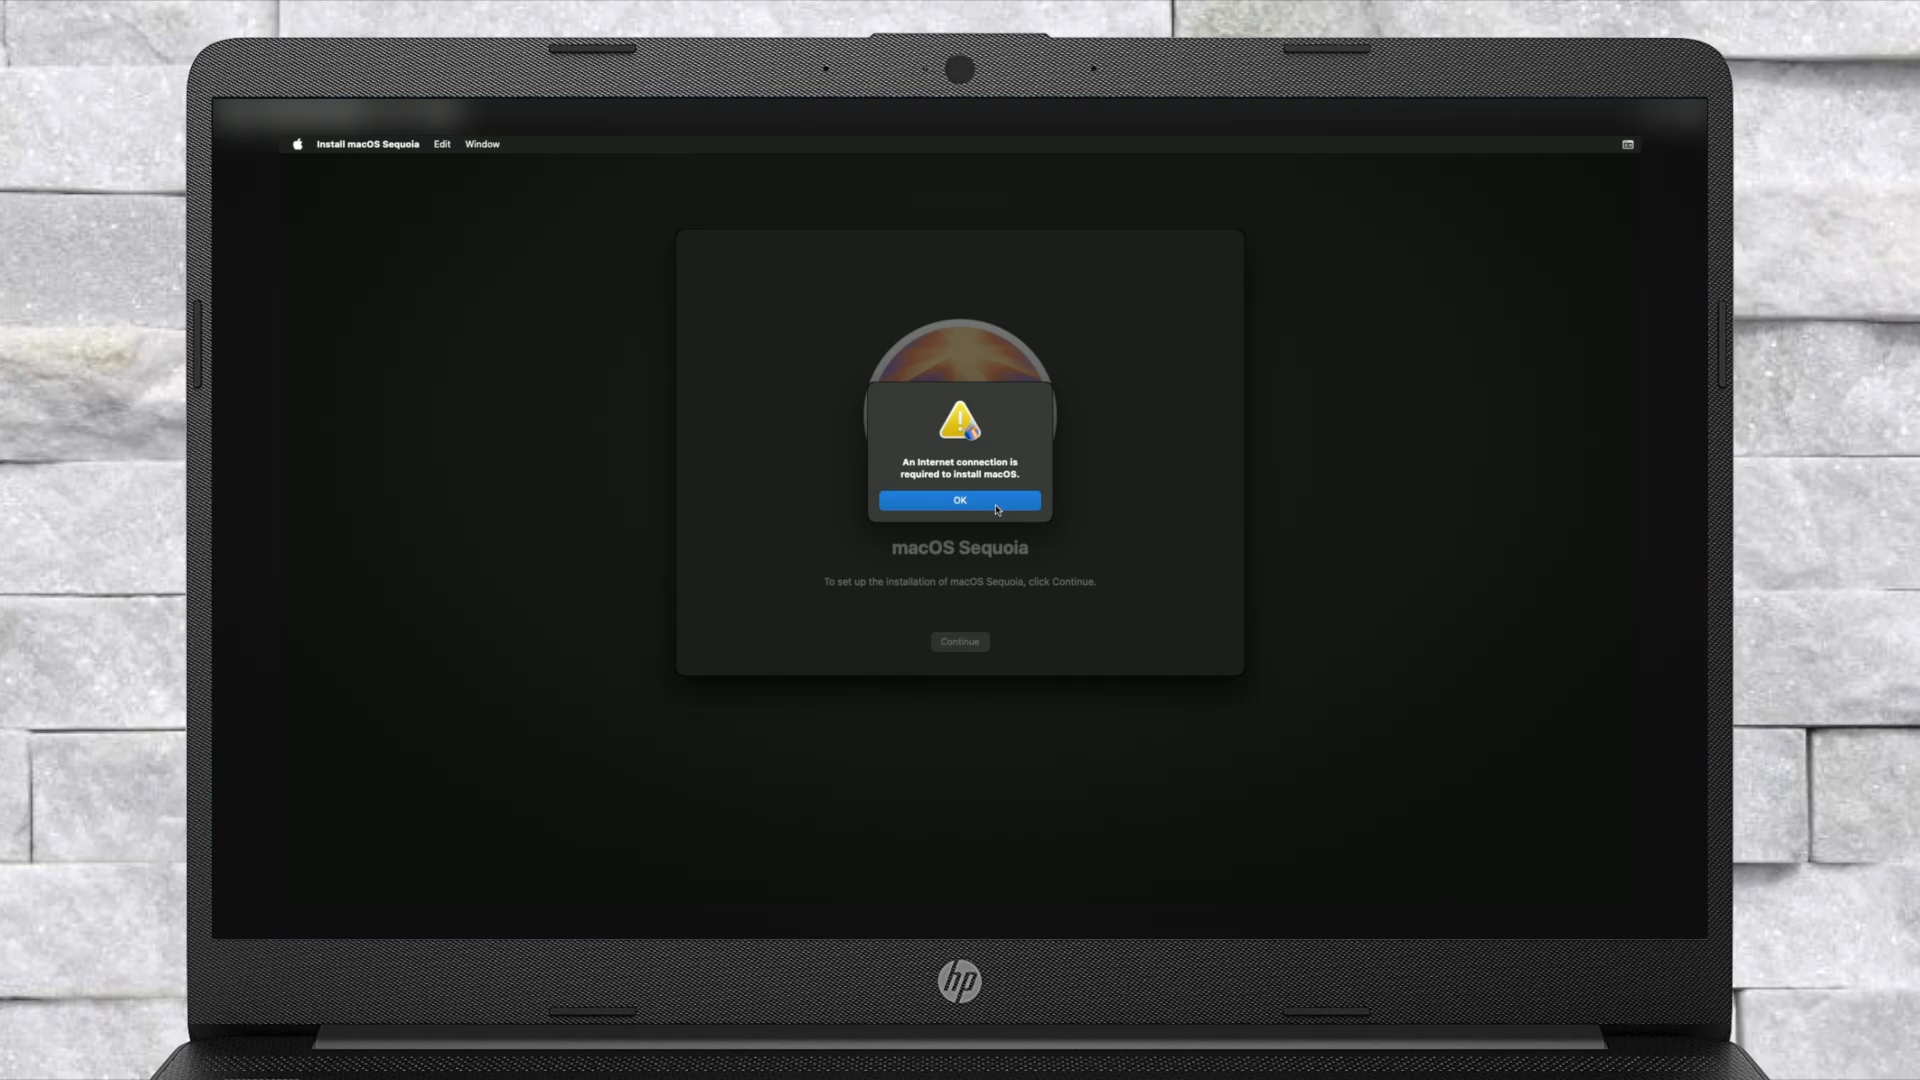 Install macOS Sequoia Edit Window
An Internet connection is
required to install macOS.
OK
macOS Sequoia
To set up the installation of macOS Sequoia, click Continue.
Continue
hp